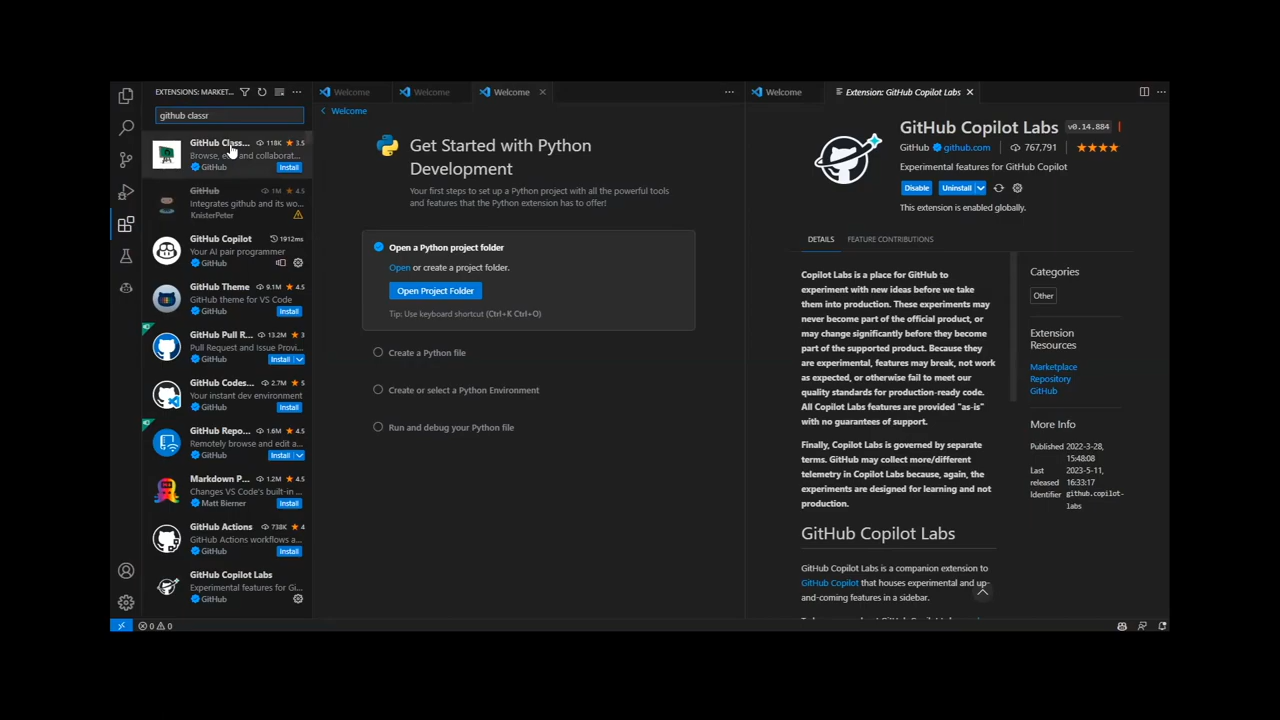 EXTENSIONS: MARKET...
github classr
GitHub Class... 118K 3.5
Browse, e and collaborat...
GitHub Install
GitHub 1M 4.5
Integrates github and its wo...
KnisterPeter
GitHub Copilot 1912ms
Your AI pair programmer
GitHub
GitHub Theme 9.1M 4.5
GitHub theme for VS Code
GitHub Install
GitHub Pull R... 13.2M 3
Pull Request and Issue Provi...
GitHub Install
GitHub Codes... 2.7M 5
Your instant dev environment
GitHub Install
GitHub Repo... 1.6M 4.5
Remotely browse and edit a...
GitHub Install
Markdown P... 1.2M 4.5
Changes VS Code's built-in ...
Matt Bierner Install
GitHub Actions 738K 4
GitHub Actions workflows a...
GitHub Install
GitHub Copilot Labs
Experimental features for Gi...
GitHub
0 0
Welcome Welcome Welcome
Welcome
Get Started with Python
Development
Your first steps to set up a Python project with all the powerful tools
and features that the Python extension has to offer!
Open a Python project folder
Open or create a project folder.
Open Project Folder
Tip: Use keyboard shortcut (Ctrl+K Ctrl+O)
Create a Python file
Create or select a Python Environment
Run and debug your Python file
Welcome Extension: GitHub Copilot Labs
GitHub Copilot Labs v0.14.884
GitHub github.com 767,791
Experimental features for GitHub Copilot
Disable Uninstall
This extension is enabled globally.
DETAILS FEATURE CONTRIBUTIONS
Copilot Labs is a place for GitHub to
experiment with new ideas before we take
them into production. These experiments may
never become part of the official product, or
may change significantly before they become
part of the supported product. Because they
are experimental, features may break, not work
as expected, or otherwise fail to meet our
quality standards for production-ready code.
All Copilot Labs features are provided "as-is"
with no guarantees of support.
Finally, Copilot Labs is governed by separate
terms. GitHub may collect more/different
telemetry in Copilot Labs because, again, the
experiments are designed for learning and not
production.
GitHub Copilot Labs
GitHub Copilot Labs is a companion extension to
GitHub Copilot that houses experimental and up-
and-coming features in a sidebar.
Categories
Other
Extension
Resources
Marketplace
Repository
GitHub
More Info
Published 2022-3-28,
15:48:08
Last 2023-5-11,
released 16:33:17
Identifier github.copilot-
labs